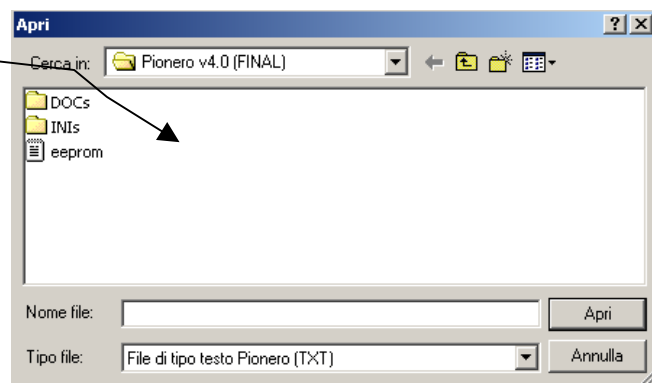 Apri
Cerca in: Pionero v4.0 (FINAL)
DOCs
INIs
eeprom
Nome file: Apri
Tipo file: File di tipo testo Pionero (TXT) Annulla